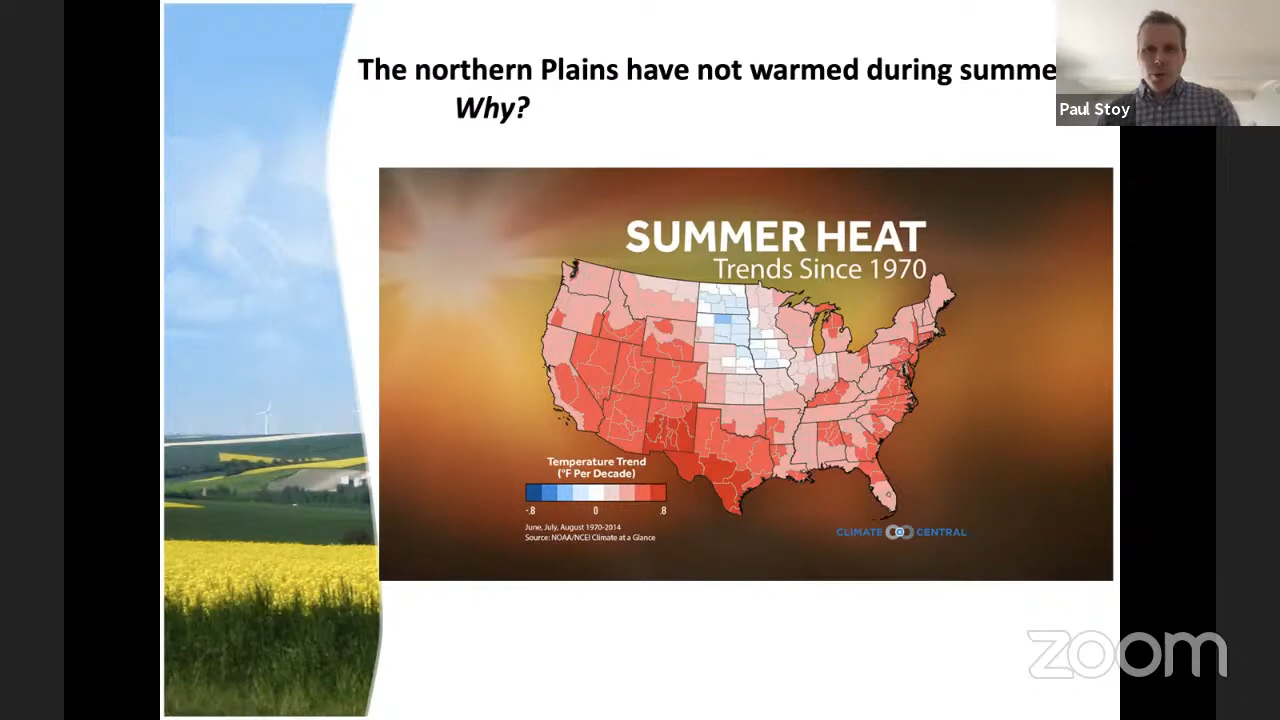 The northern Plains have not warmed during summe
Why?
Paul Stoy
SUMMER HEAT
Trends Since 1970
Temperature Trend
(°F Per Decade)
-.8 0 .8
June, July, August 1970-2014
Source: NOAA/NCEI Climate at a Glance
CLIMATE CENTRAL
zoom